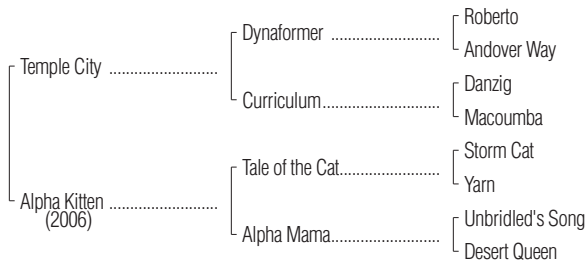 Roberto
Dynaformer ........................
Andover Way
Temple City ........................
Danzig
Curriculum..........................
Macoumba
Storm Cat
Tale of the Cat......................
Yarn
Alpha Kitten ........................
(2006)
Unbridled's Song
Alpha Mama........................
Desert Queen